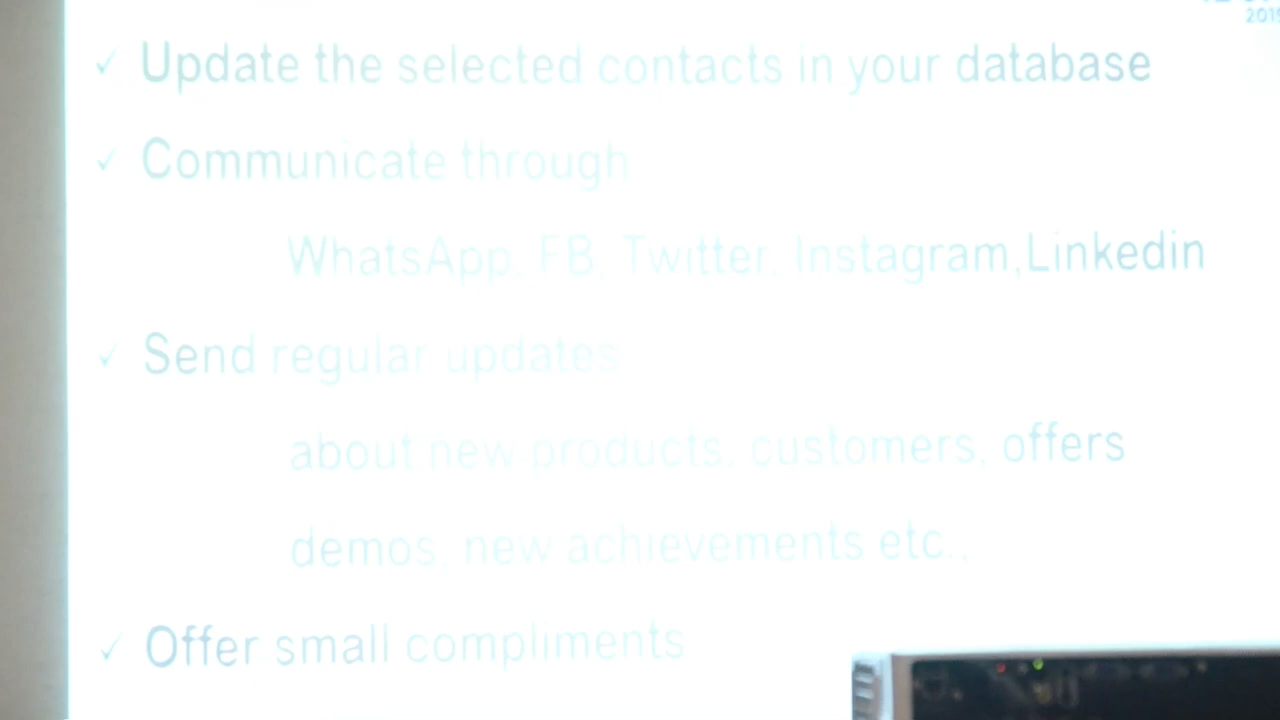 2019
✓ Update the selected contacts in your database
✓ Communicate through
WhatsApp, FB, Twitter, Instagram,Linkedin
✓ Send regular updates
about new products, customers, offers
demos, new achievements etc.,
✓ Offer small compliments